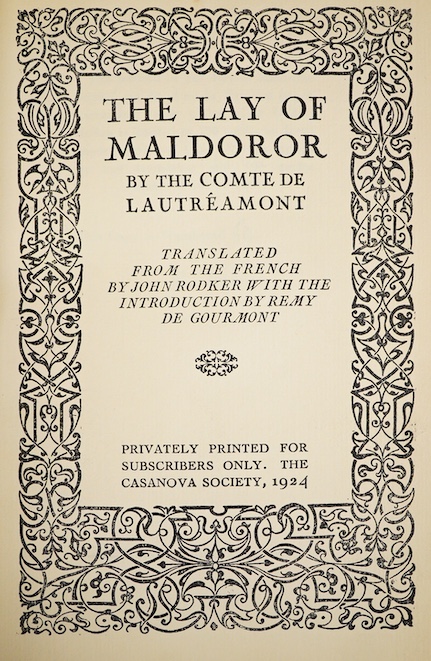 THE LAY OF
MALDOROR
BY THE COMTE DE
LAUTRÉAMONT
TRANSLATED
FROM THE FRENCH
BY JOHN RODKER WITH THE
INTRODUCTION BY REMY
DE GOURMONT
PRIVATELY PRINTED FOR
SUBSCRIBERS ONLY. THE
CASANOVA SOCIETY, 1924